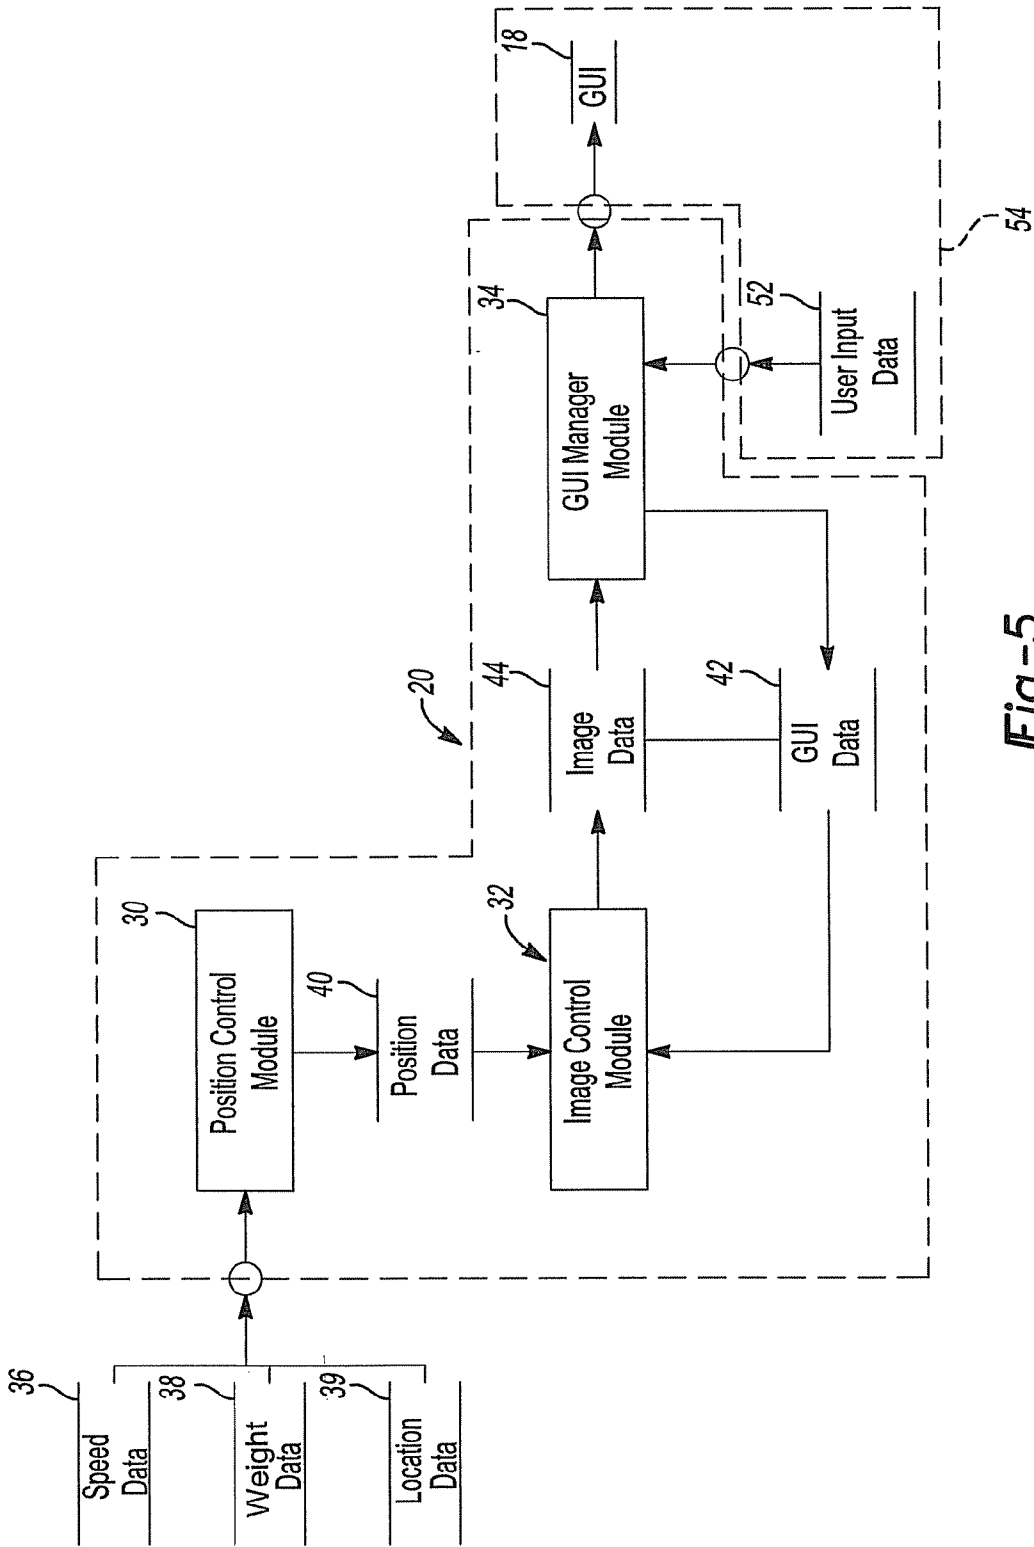 36
Speed
Data
38
Weight
Data
39
Location
Data
30
Position Control
Module
40
Position
Data
32
Image Control
Module
20
44
Image
Data
42
GUI
Data
34
GUI Manager
Module
18
GUI
52
User Input
Data
54
Fig-5